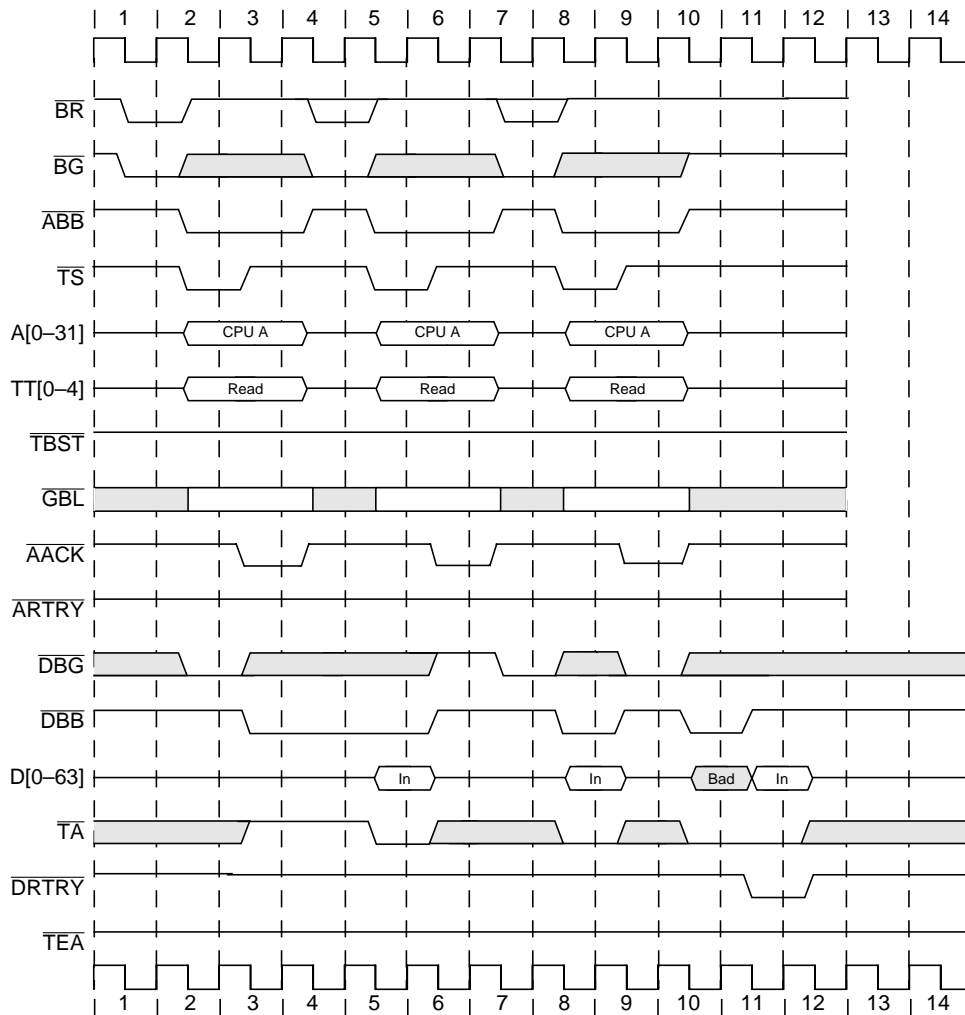 1 2 3 4 5 6 7 8 9 10 11 12 13 14
BR
BG
ABB
TS
A[0–31] CPU A CPU A CPU A
TT[0–4] Read Read Read
TBST
GBL
AACK
ARTRY
DBG
DBB
D[0–63] In In Bad In
TA
DRTRY
TEA
1 2 3 4 5 6 7 8 9 10 11 12 13 14